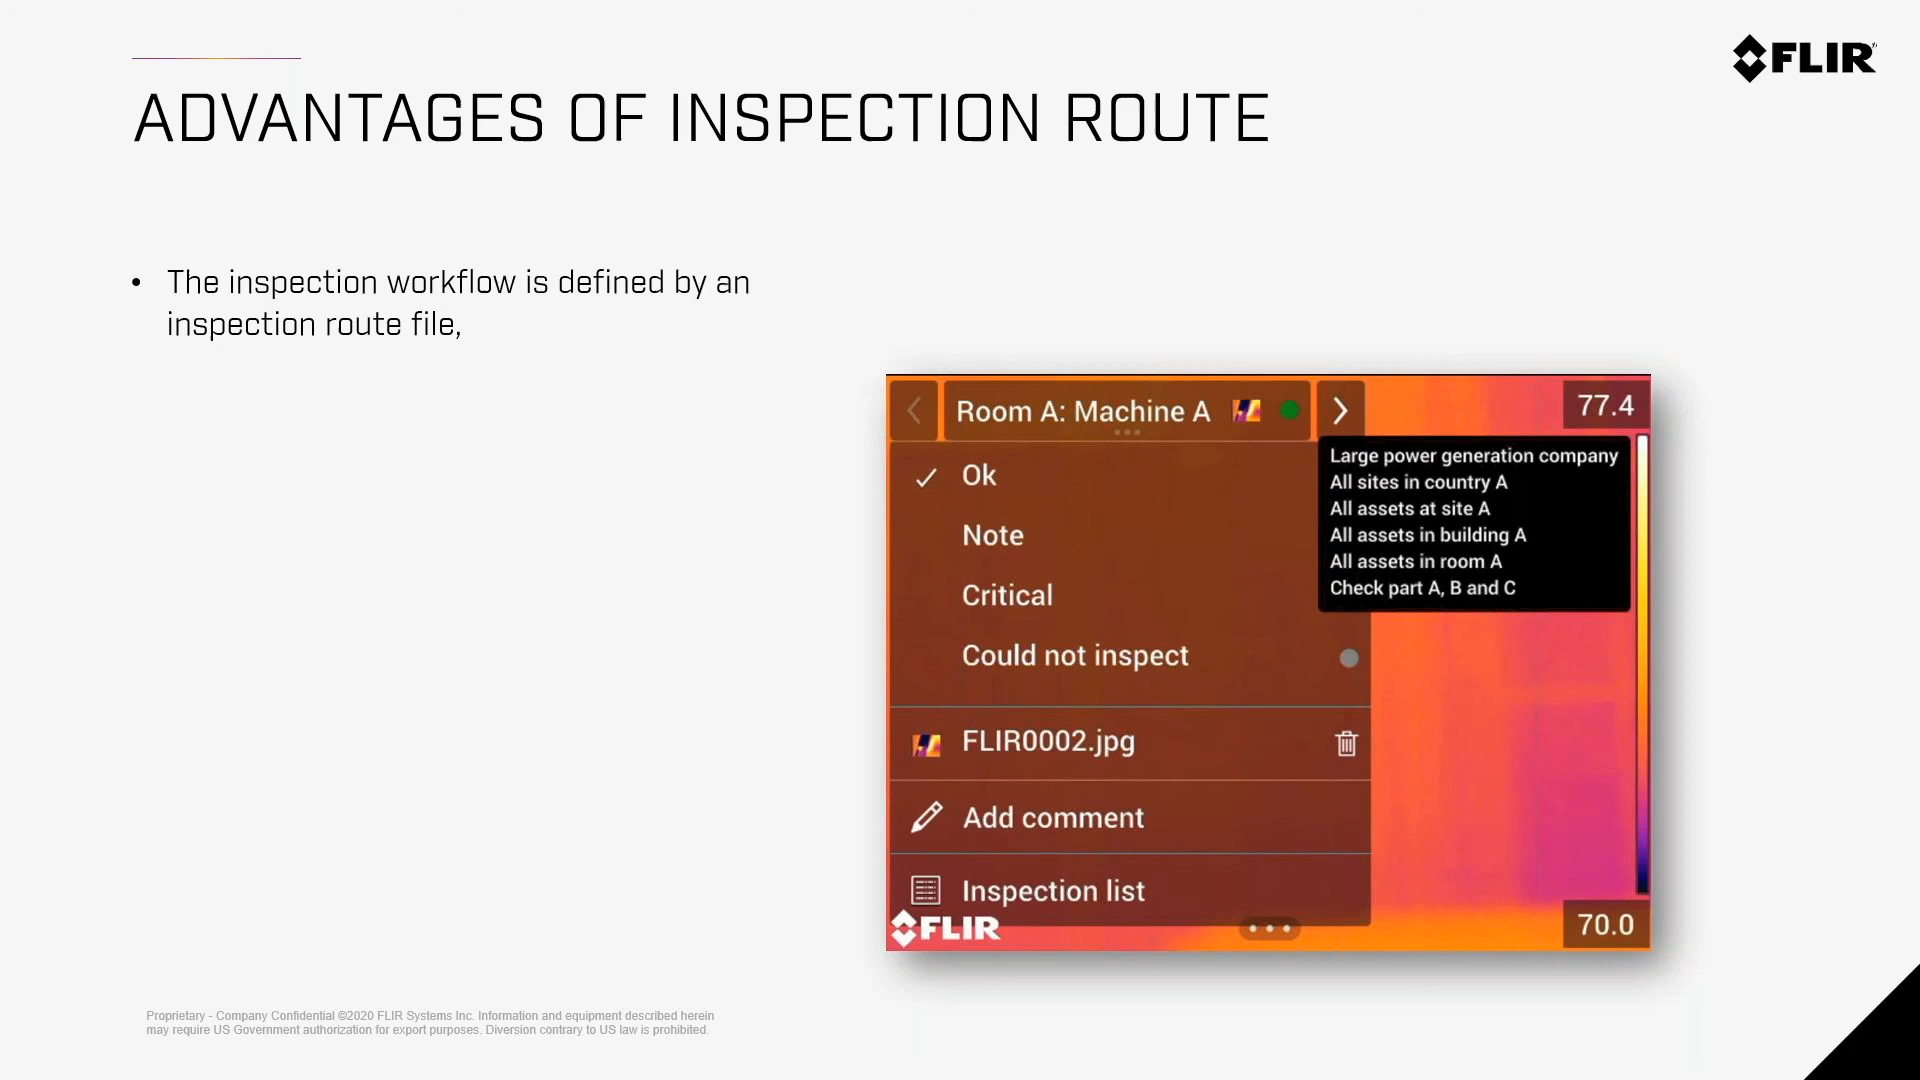 FLIR
ADVANTAGES OF INSPECTION ROUTE
• The inspection workflow is defined by an
inspection route file,
Room A: Machine A
77.4
Ok
Note
Critical
Could not inspect
Large power generation company
All sites in country A
All assets at site A
All assets in building A
All assets in room A
Check part A, B and C
FLIR0002.jpg
Add comment
Inspection list
FLIR
70.0
Proprietary - Company Confidential ©2020 FLIR Systems Inc. Information and equipment described herein
may require US Government authorization for export purposes. Diversion contrary to US law is prohibited.